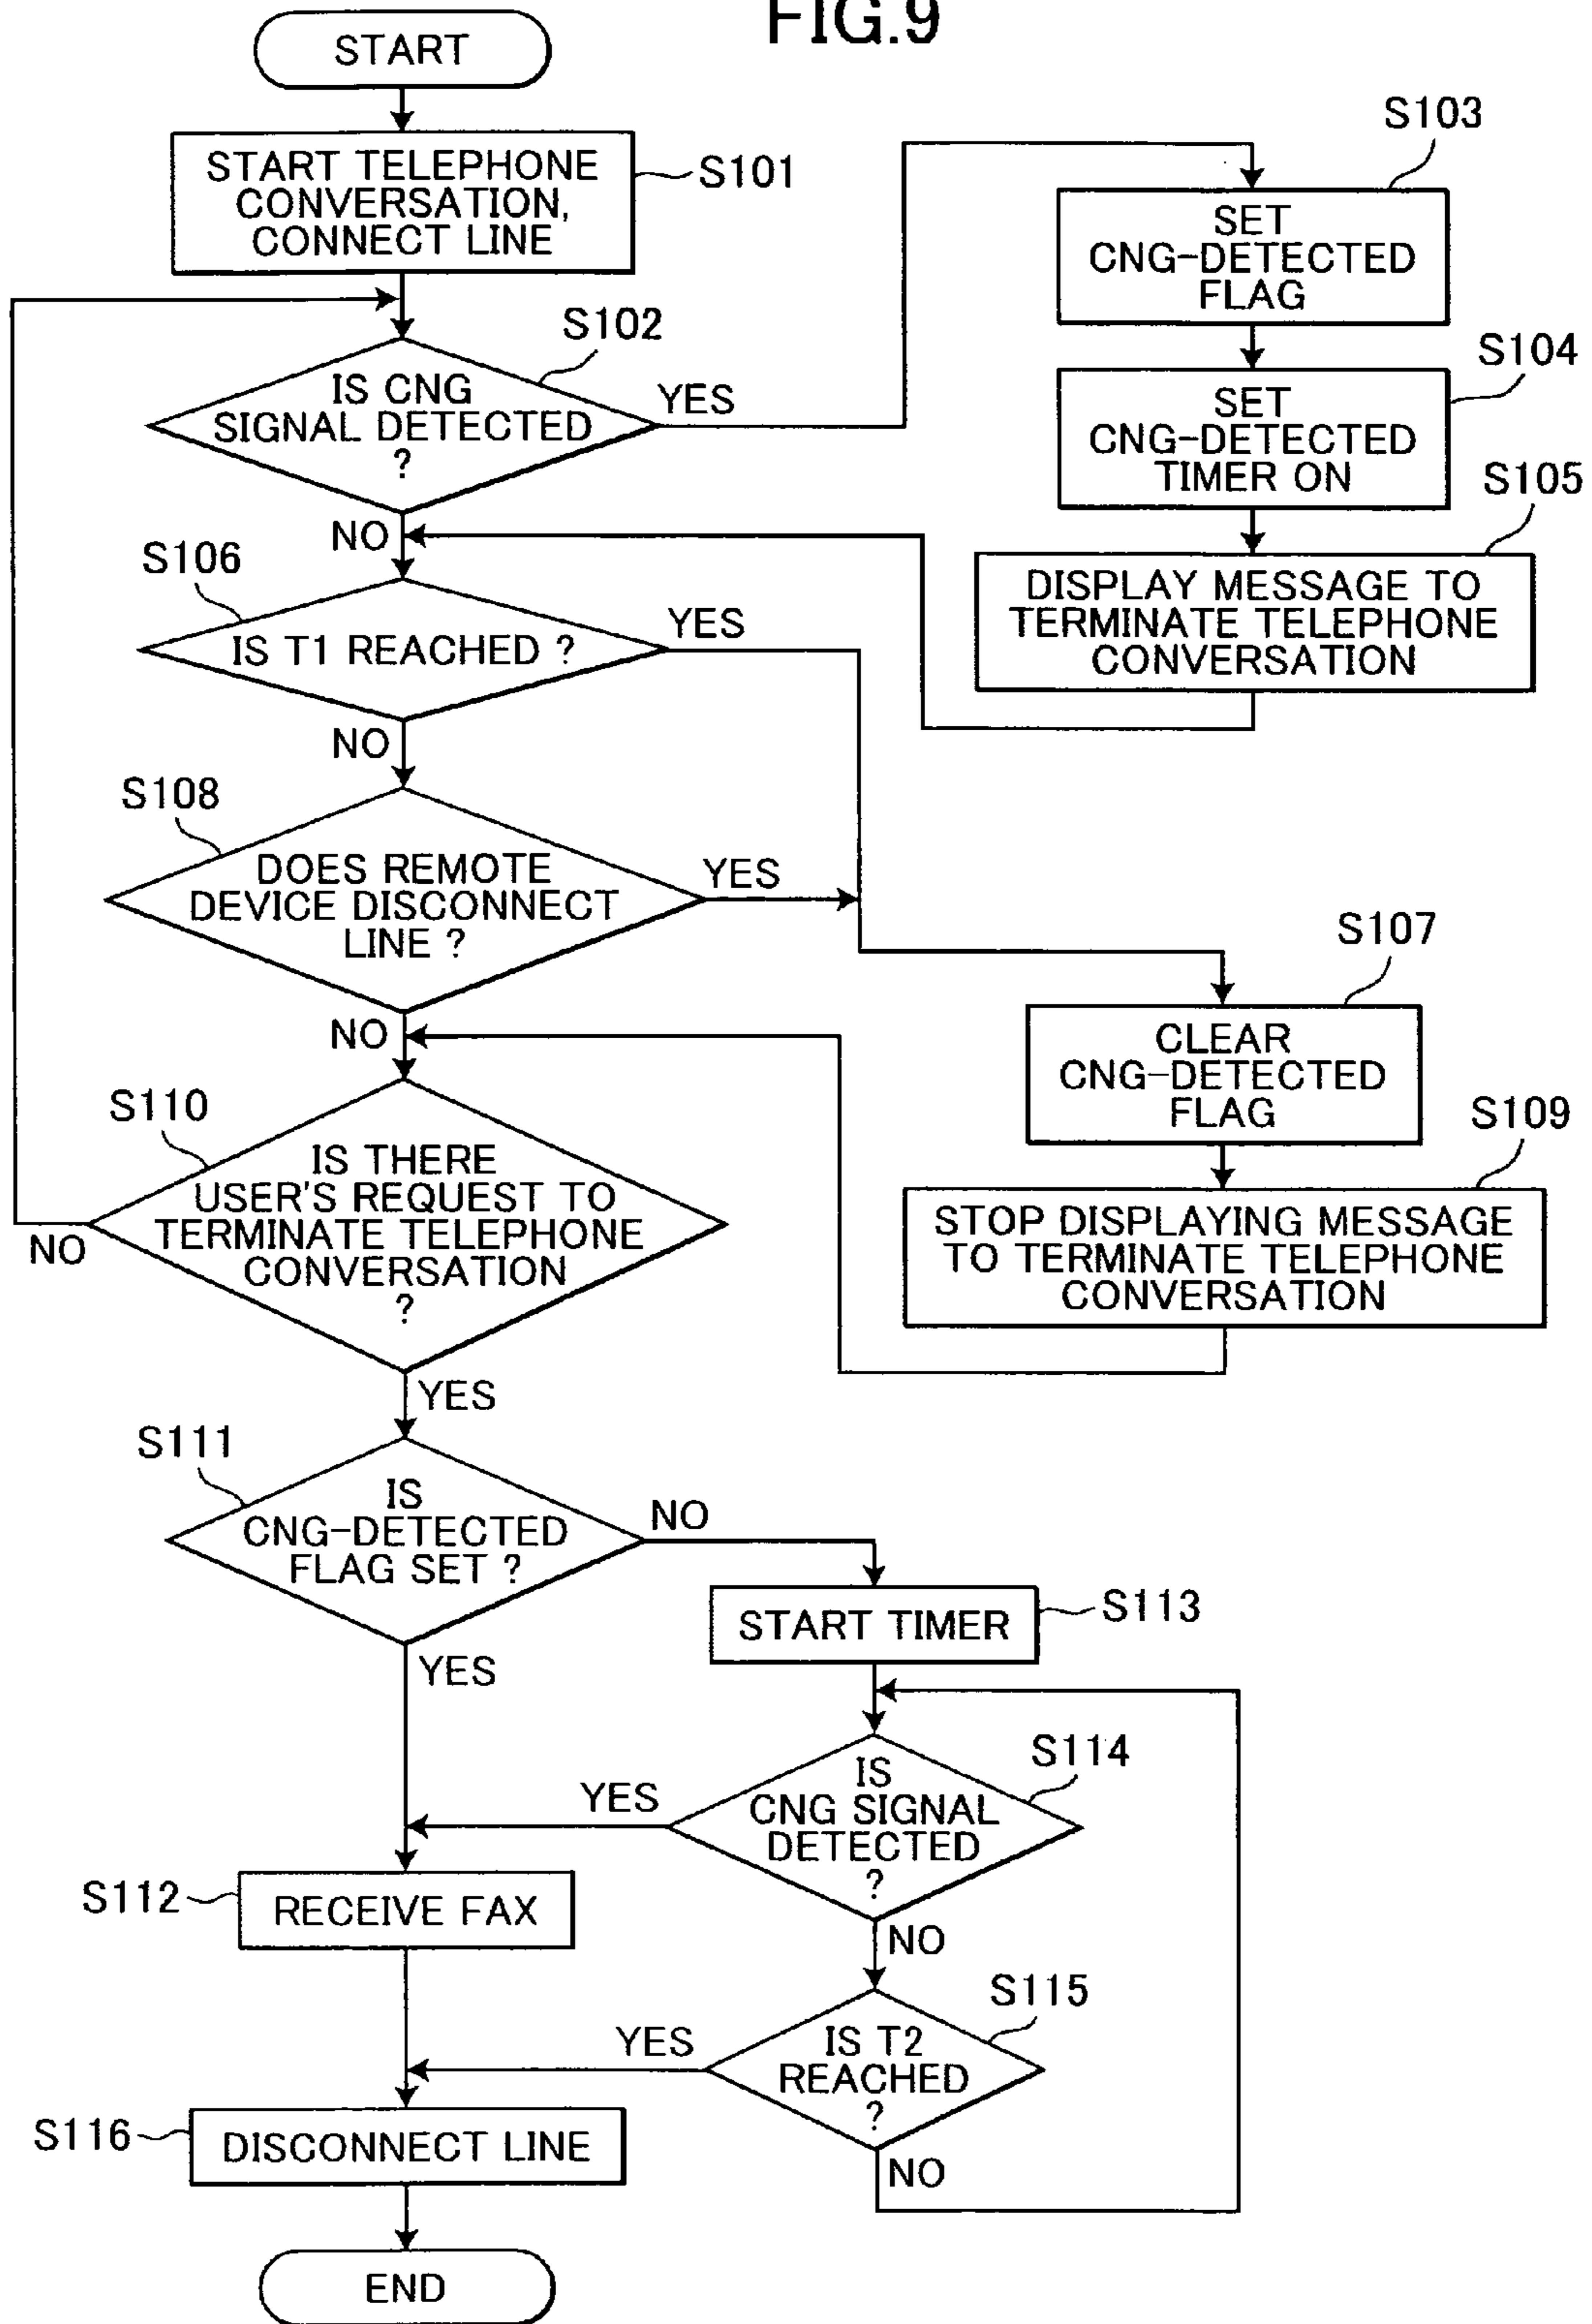 FIG.9
START
START TELEPHONE
CONVERSATION,
CONNECT LINE
S101
S102
IS CNG
SIGNAL DETECTED
?
YES
NO
S103
SET
CNG-DETECTED
FLAG
S104
SET
CNG-DETECTED
TIMER ON
S105
DISPLAY MESSAGE TO
TERMINATE TELEPHONE
CONVERSATION
S106
IS T1 REACHED ?
YES
NO
S108
DOES REMOTE
DEVICE DISCONNECT
LINE ?
YES
NO
S107
CLEAR
CNG-DETECTED
FLAG
S109
STOP DISPLAYING MESSAGE
TO TERMINATE TELEPHONE
CONVERSATION
S110
IS THERE
USER'S REQUEST TO
TERMINATE TELEPHONE
CONVERSATION
?
NO
YES
S111
IS
CNG-DETECTED
FLAG SET ?
NO
YES
START TIMER
S113
S114
IS
CNG SIGNAL
DETECTED
?
YES
NO
S112
RECEIVE FAX
S115
IS T2
REACHED
?
YES
NO
S116
DISCONNECT LINE
END